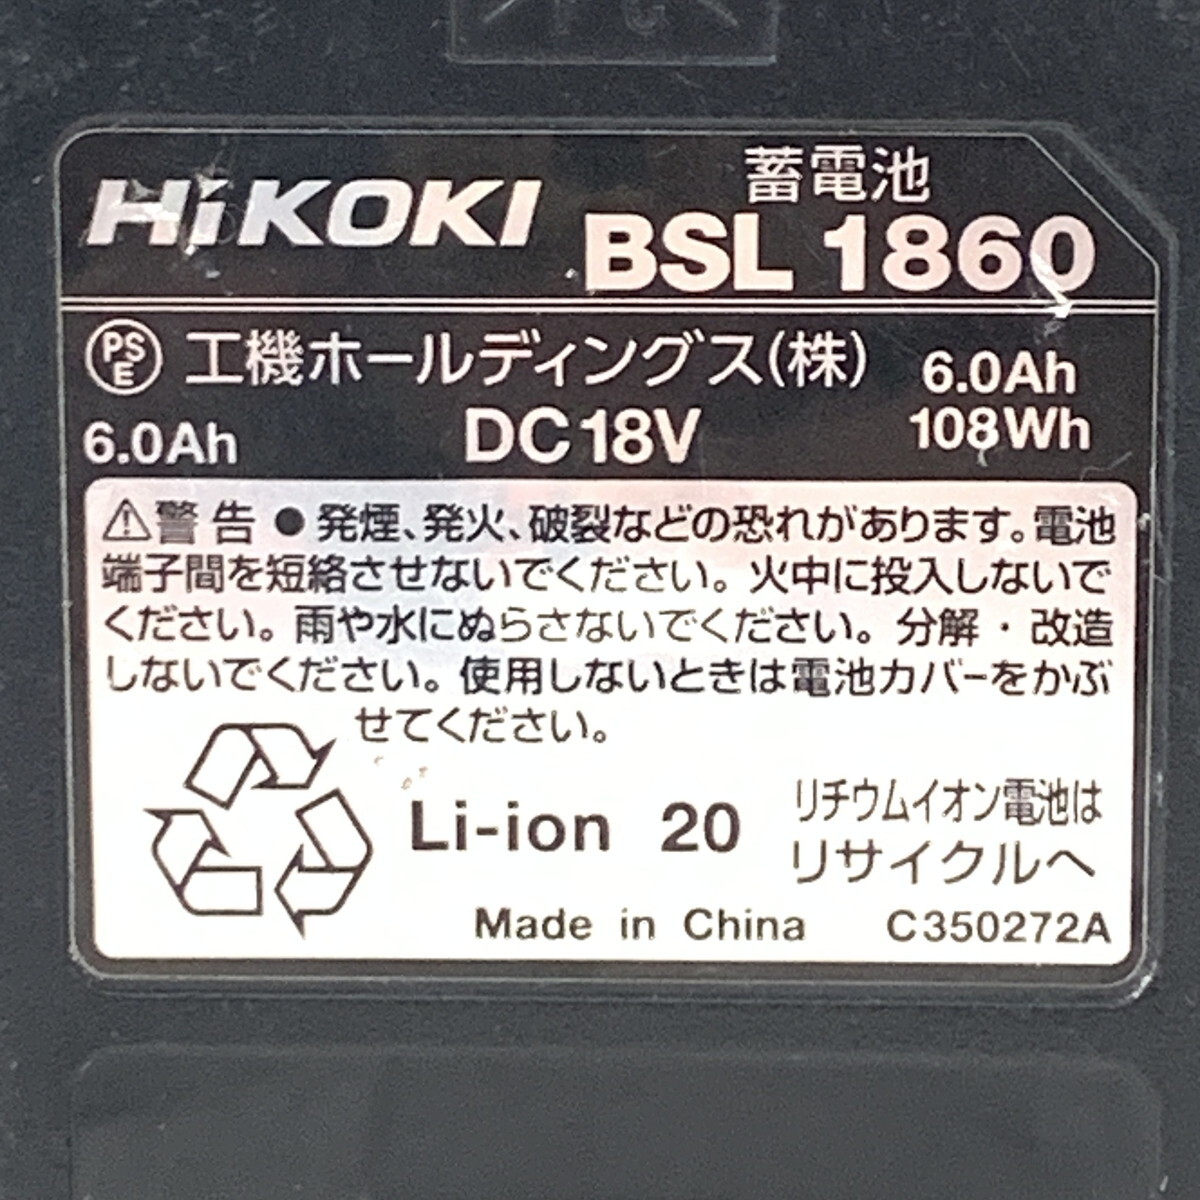 HiKOKI
蓄電池
BSL 1860
PS
E
工機ホールディングス(株)
6.0Ah
6.0Ah
DC18V
108Wh
⚠警告 ●発煙、発火、破裂などの恐れがあります。電池
端子間を短絡させないでください。火中に投入しないで
ください。雨や水にぬらさないでください。分解・改造
しないでください。使用しないときは電池カバーをかぶ
せてください。
Li-ion 20
リチウムイオン電池は
リサイクルへ
Made in China
C350272A